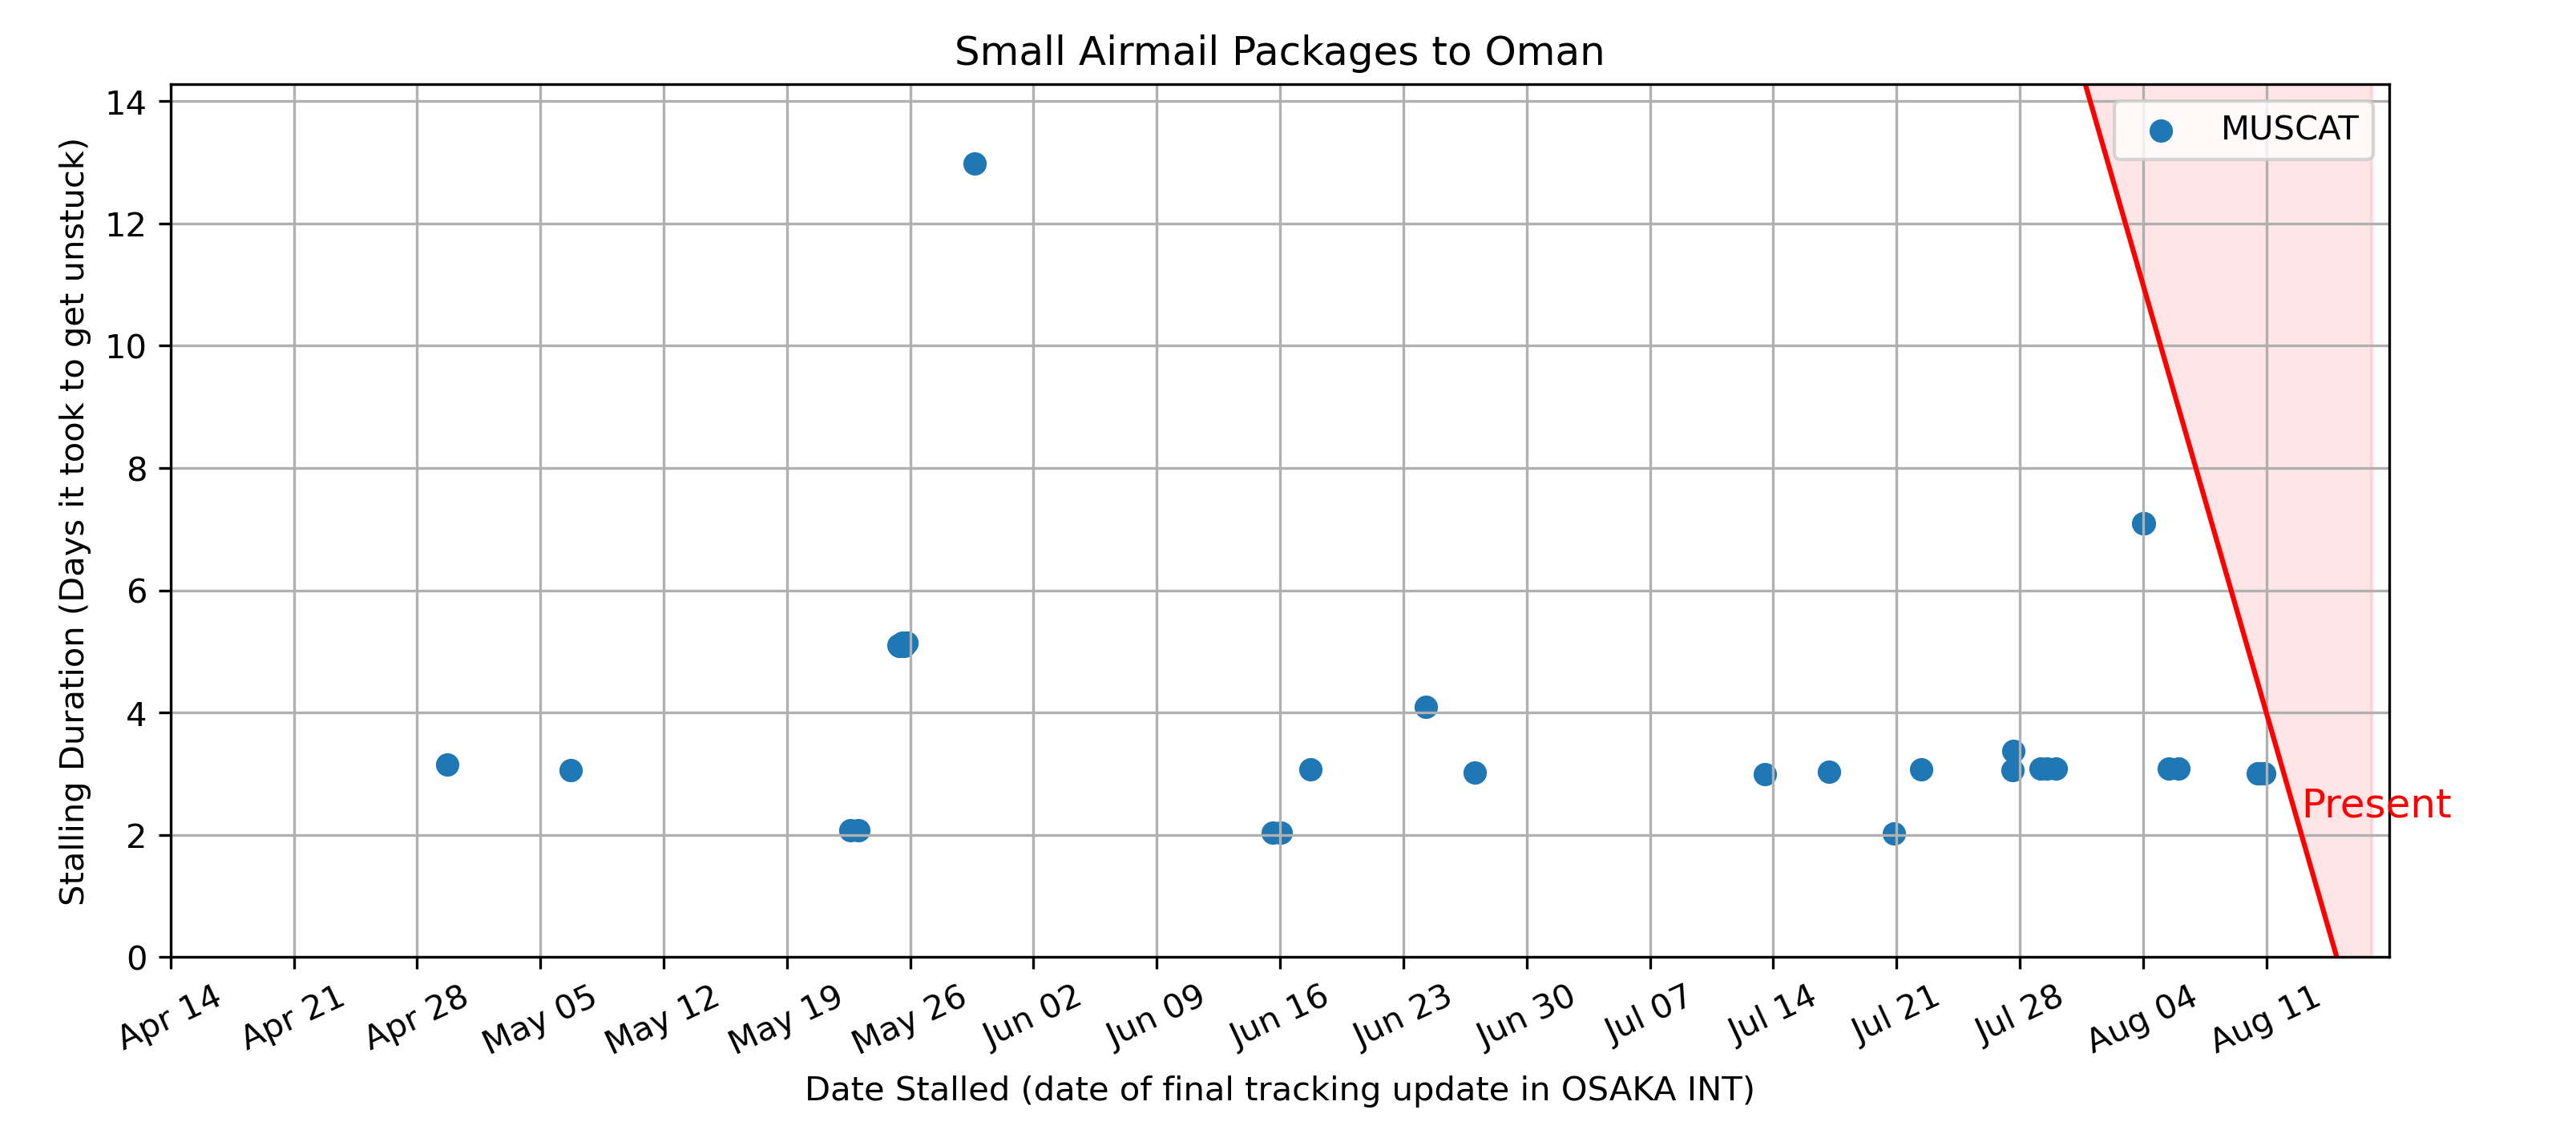 Small Airmail Packages to Oman
MUSCAT
Stalling Duration (Days it took to get unstuck)
14
12
10
8
6
4
2
0
Present
Apr 14
Apr 21
Apr 28
May 05
May 12
May 19
May 26
Jun 02
Jun 09
Jun 16
Jun 23
Jun 30
Jul 07
Jul 14
Jul 21
Jul 28
Aug 04
Aug 11
Date Stalled (date of final tracking update in OSAKA INT)